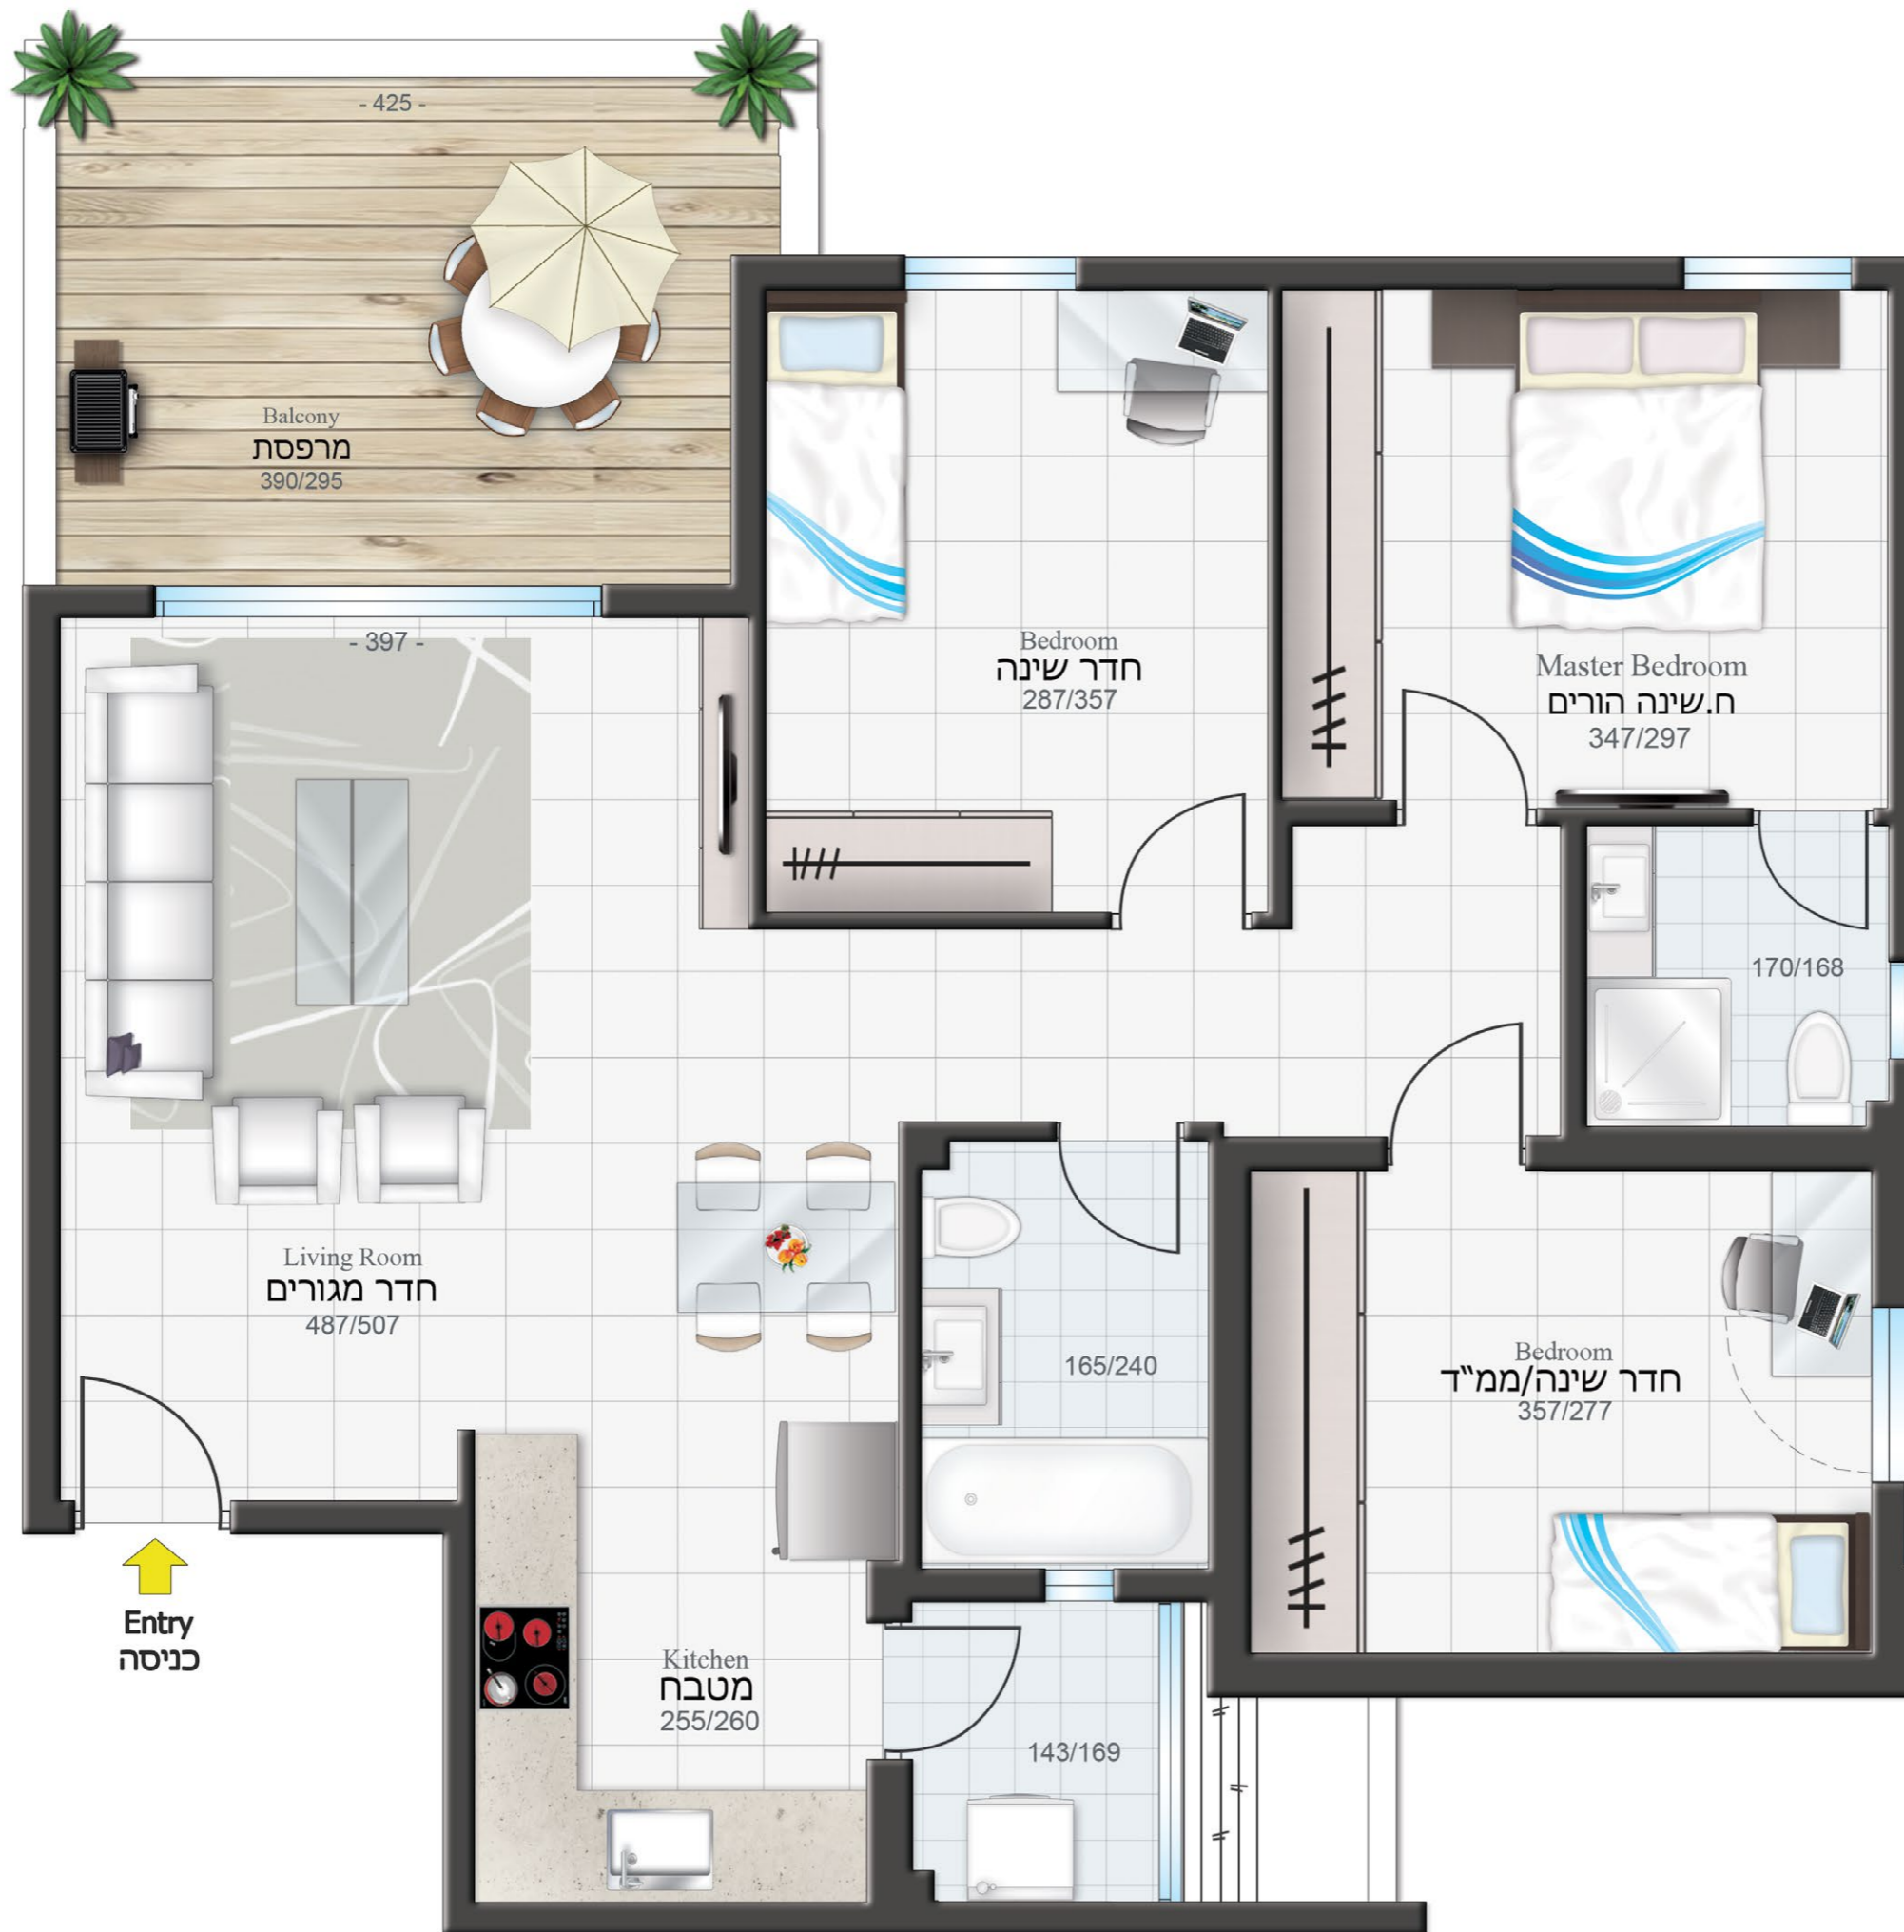 - 425 -
Balcony
מרפסת
390/295
- 397 -
Bedroom
חדר שינה
287/357
Master Bedroom
ח.שינה הורים
347/297
170/168
Living Room
חדר מגורים
487/507
165/240
Bedroom
חדר שינה/ממ"ד
357/277
Entry
כניסה
Kitchen
מטבח
255/260
143/169